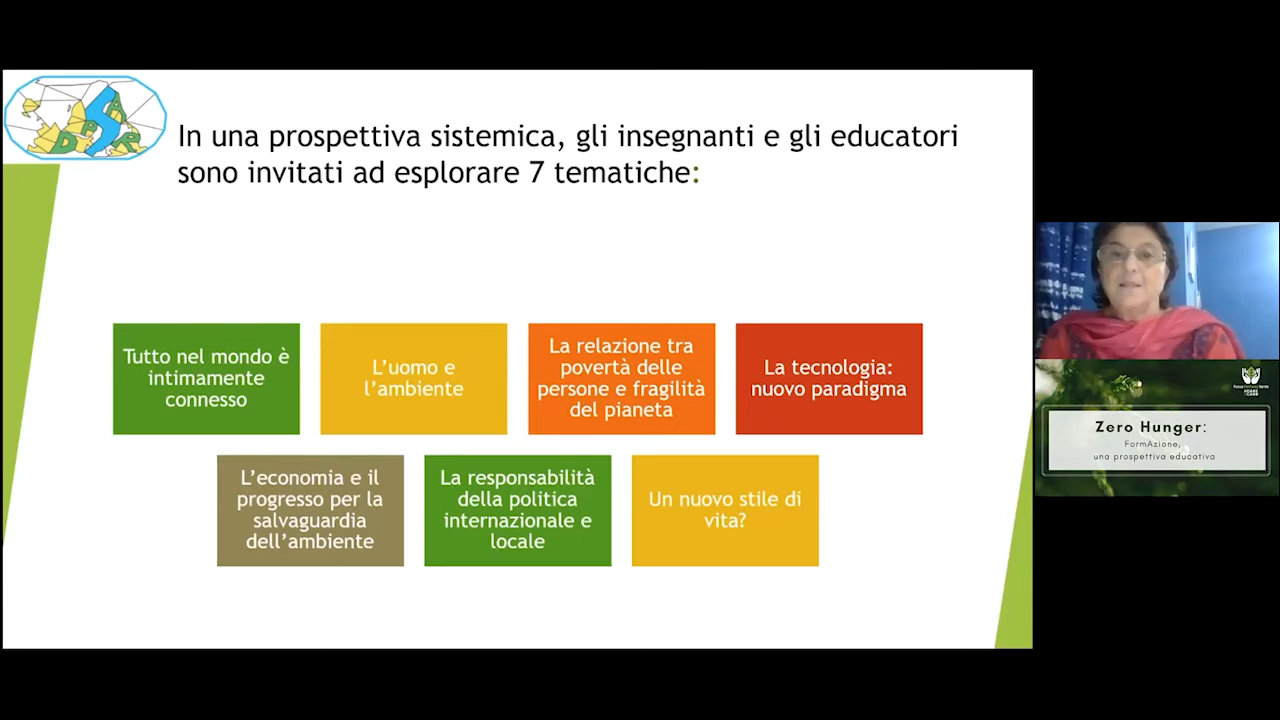 DPSAR
In una prospettiva sistemica, gli insegnanti e gli educatori
sono invitati ad esplorare 7 tematiche:
Tutto nel mondo è
intimamente
connesso
L'uomo e
l'ambiente
La relazione tra
povertà delle
persone e fragilità
del pianeta
La tecnologia:
nuovo paradigma
L'economia e il
progresso per la
salvaguardia
dell'ambiente
La responsabilità
della politica
internazionale e
locale
Un nuovo stile di
vita?
Zero Hunger:
FormAzione,
una prospettiva educativa